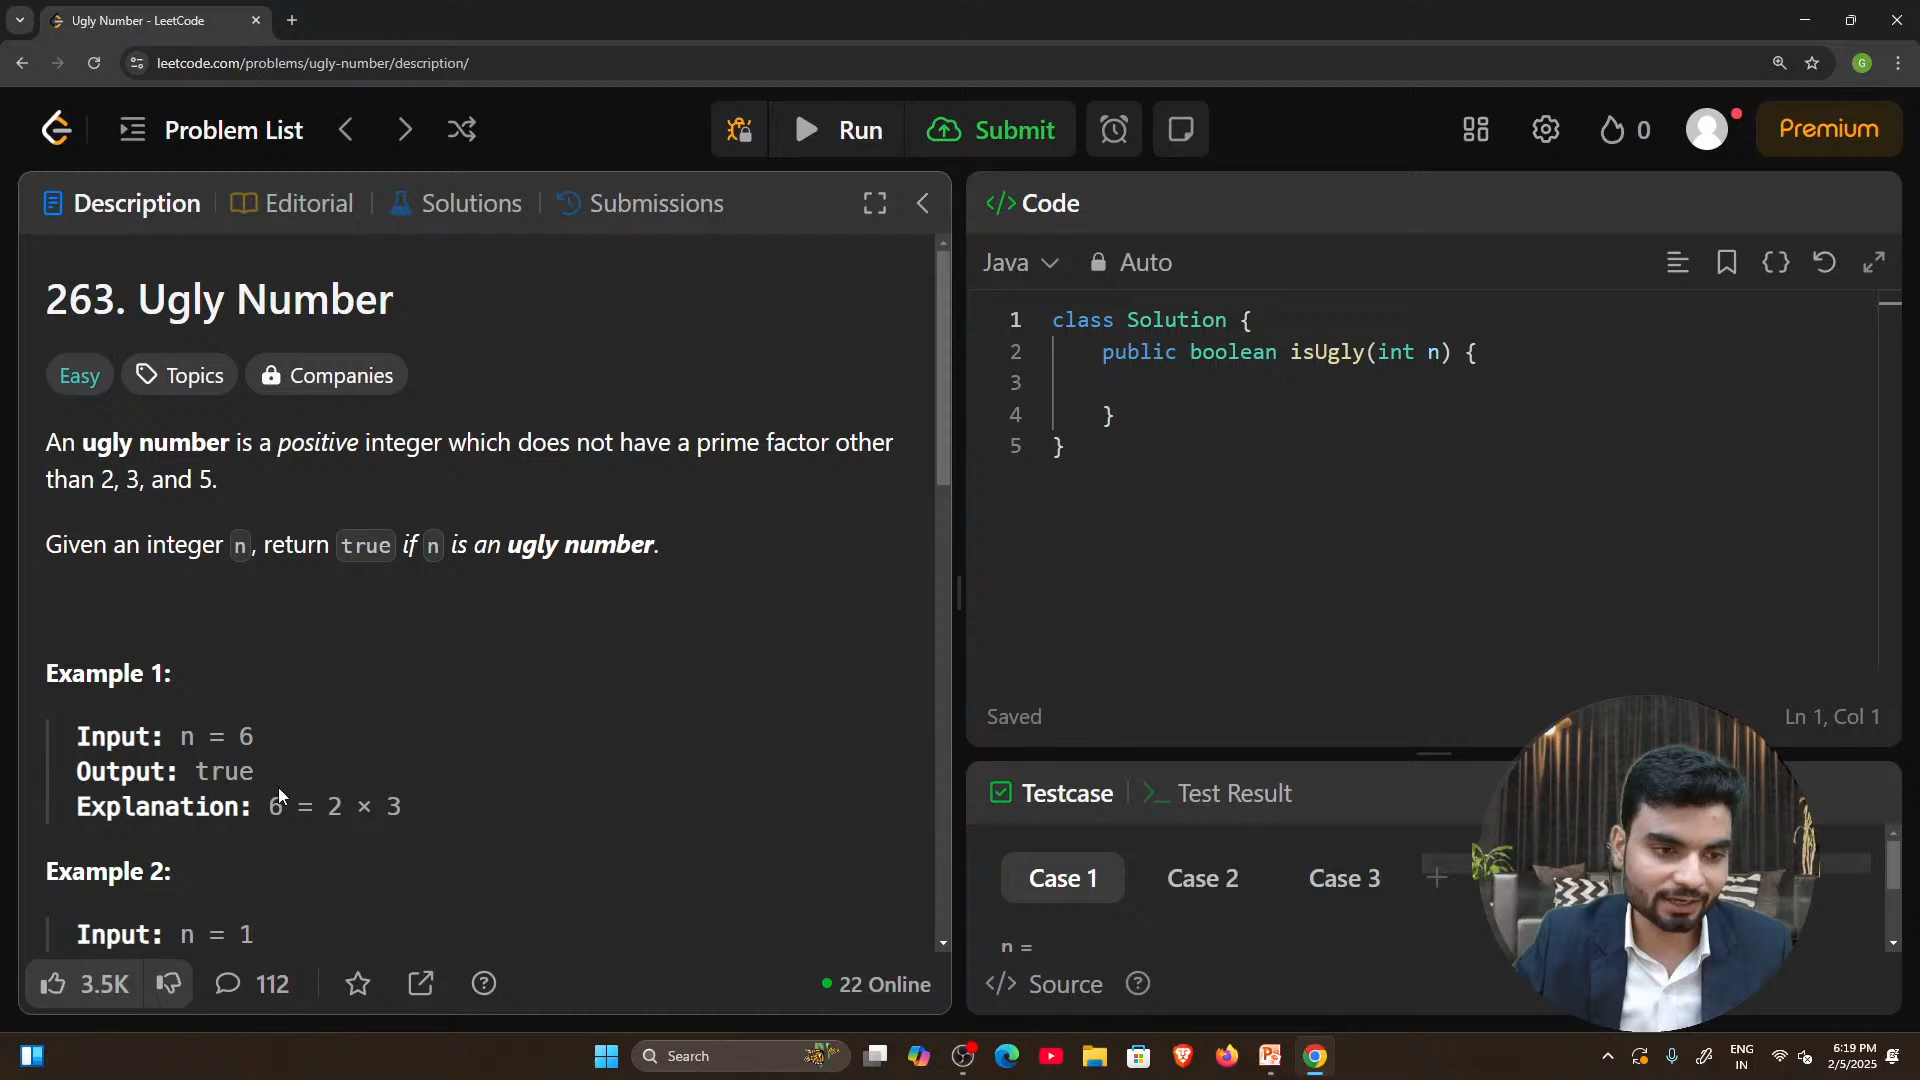 Ugly Number - LeetCode
leetcode.com/problems/ugly-number/description/
G
Problem List
Run
Submit
0
Premium
Description
Editorial
Solutions
Submissions
Code
Java
Auto
263. Ugly Number
Easy
Topics
Companies
An ugly number is a positive integer which does not have a prime factor other
than 2, 3, and 5.
Given an integer n, return true if n is an ugly number.
Example 1:
Input: n = 6
Output: true
Explanation: 6 = 2 × 3
Example 2:
Input: n = 1
3.5K
112
22 Online
1 class Solution {
2 public boolean isUgly(int n) {
3
4 }
5 }
Saved
Ln 1, Col 1
Testcase
Test Result
Case 1
Case 2
Case 3
n =
Source
Search
ENG
IN
6:19 PM
2/5/2025